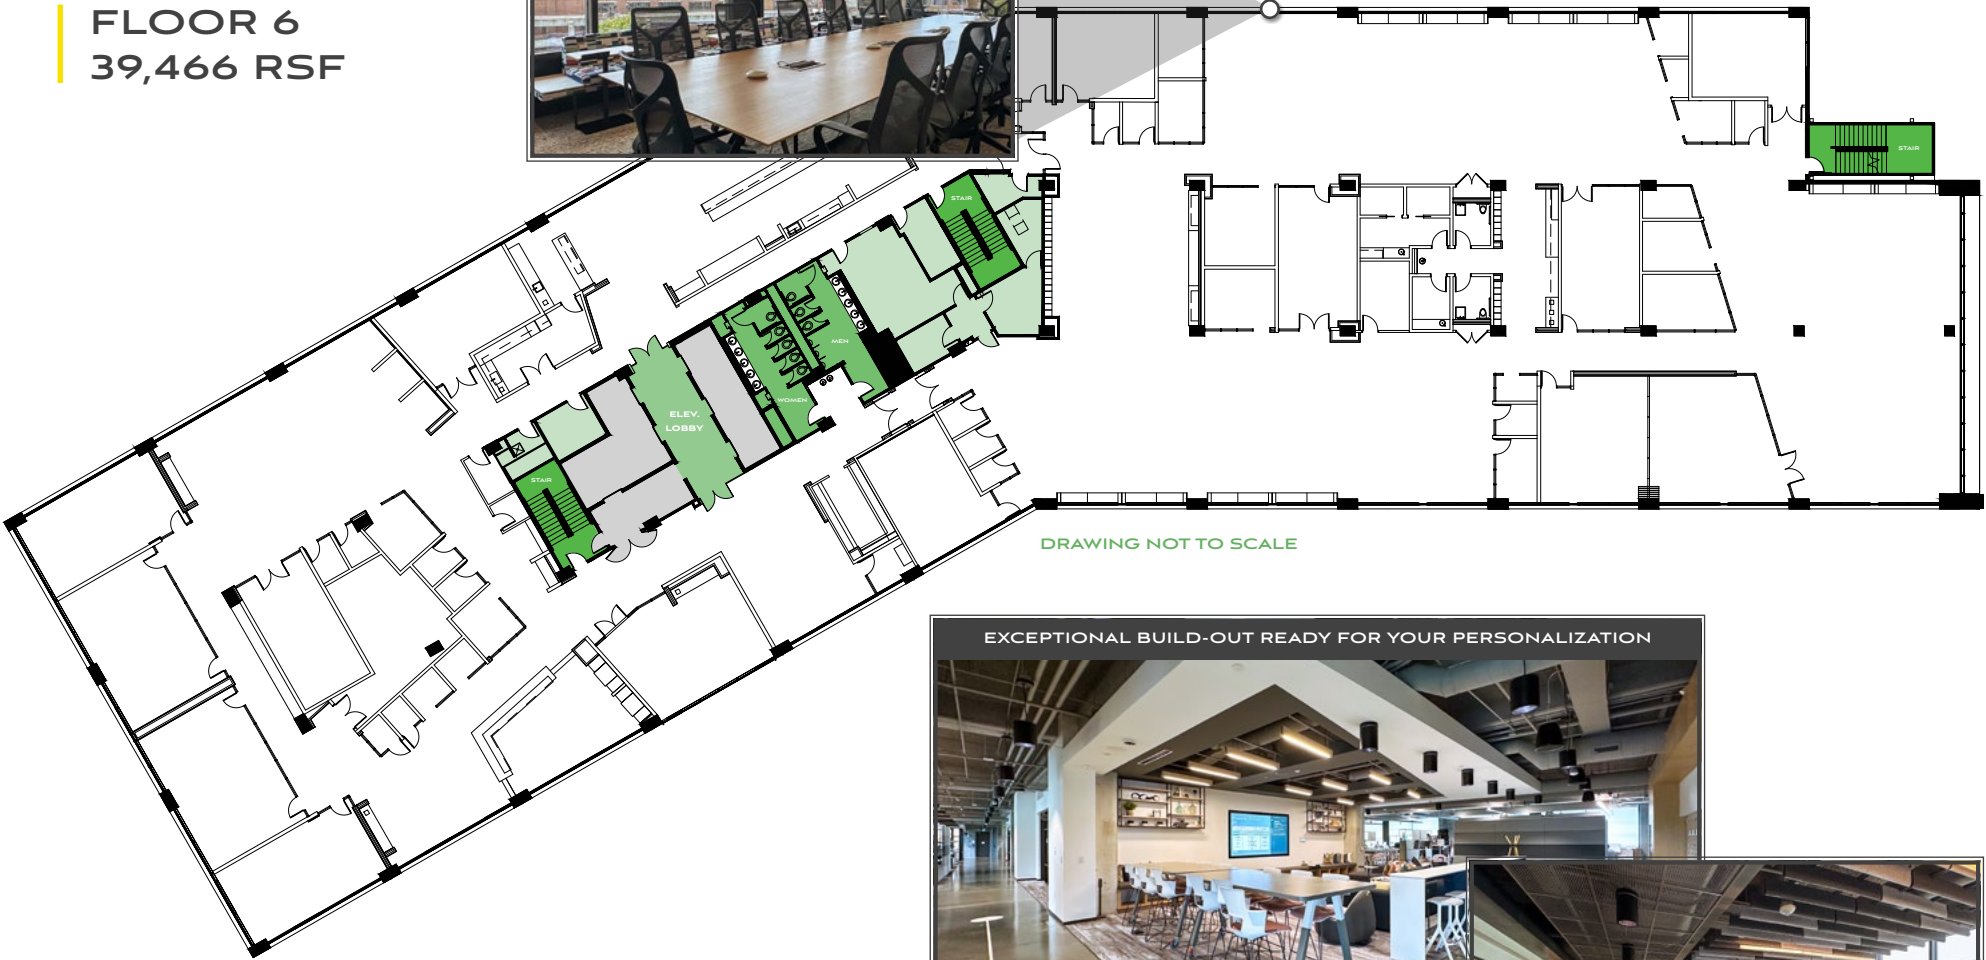 FLOOR 6
39,466 RSF
STAIR
STAIR
MEN
WOMEN
ELEV.
LOBBY
STAIR
DRAWING NOT TO SCALE
EXCEPTIONAL BUILD-OUT READY FOR YOUR PERSONALIZATION